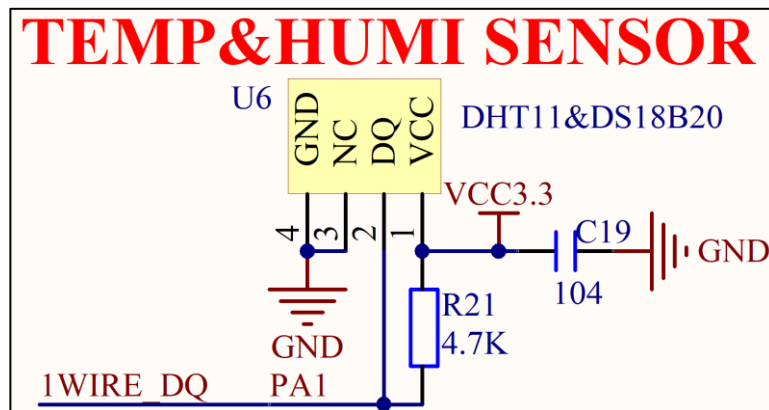 TEMP&HUMI SENSOR
U6
GND
NC
DQ
VCC
DHT11&DS18B20
4
3
2
1
VCC3.3
C19
104
GND
GND
R21
4.7K
1WIRE_DQ
PA1